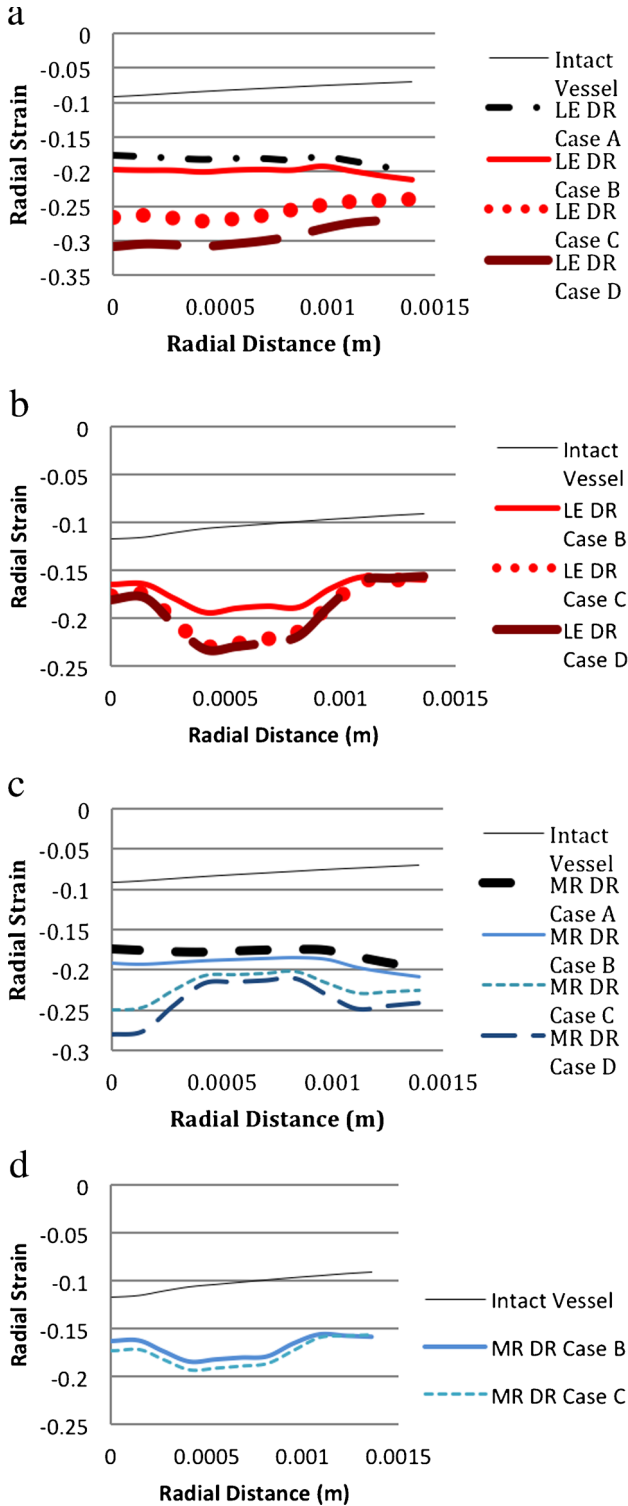 a
0
-0.05
-0.1
-0.15
-0.2
-0.25
-0.3
-0.35
Radial Strain
0 0.0005 0.001 0.0015
Radial Distance (m)
Intact
Vessel
LE DR
Case A
LE DR
Case B
LE DR
Case C
LE DR
Case D
b
0
-0.05
-0.1
-0.15
-0.2
-0.25
Radial Strain
0 0.0005 0.001 0.0015
Radial Distance (m)
Intact
Vessel
LE DR
Case B
LE DR
Case C
LE DR
Case D
c
0
-0.05
-0.1
-0.15
-0.2
-0.25
-0.3
Radial Strain
0 0.0005 0.001 0.0015
Radial Distance (m)
Intact
Vessel
MR DR
Case A
MR DR
Case B
MR DR
Case C
MR DR
Case D
d
0
-0.05
-0.1
-0.15
-0.2
-0.25
Radial Strain
0 0.0005 0.001 0.0015
Radial Distance (m)
Intact Vessel
MR DR Case B
MR DR Case C